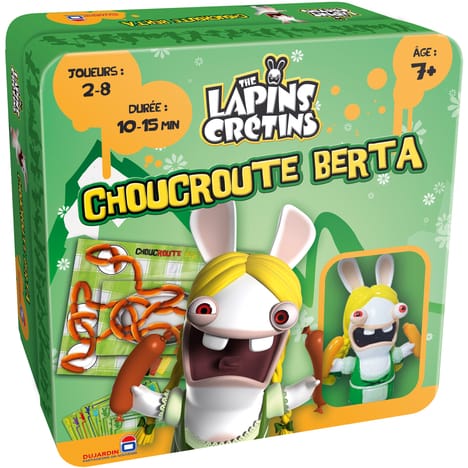 JOUEURS :
2-8
DURÉE :
10-15 MIN
ÂGE :
7+
THE
LAPINS
CRÉTINS
CHOUCROUTE BERTA
CHOUCROUTE
DUJARDIN